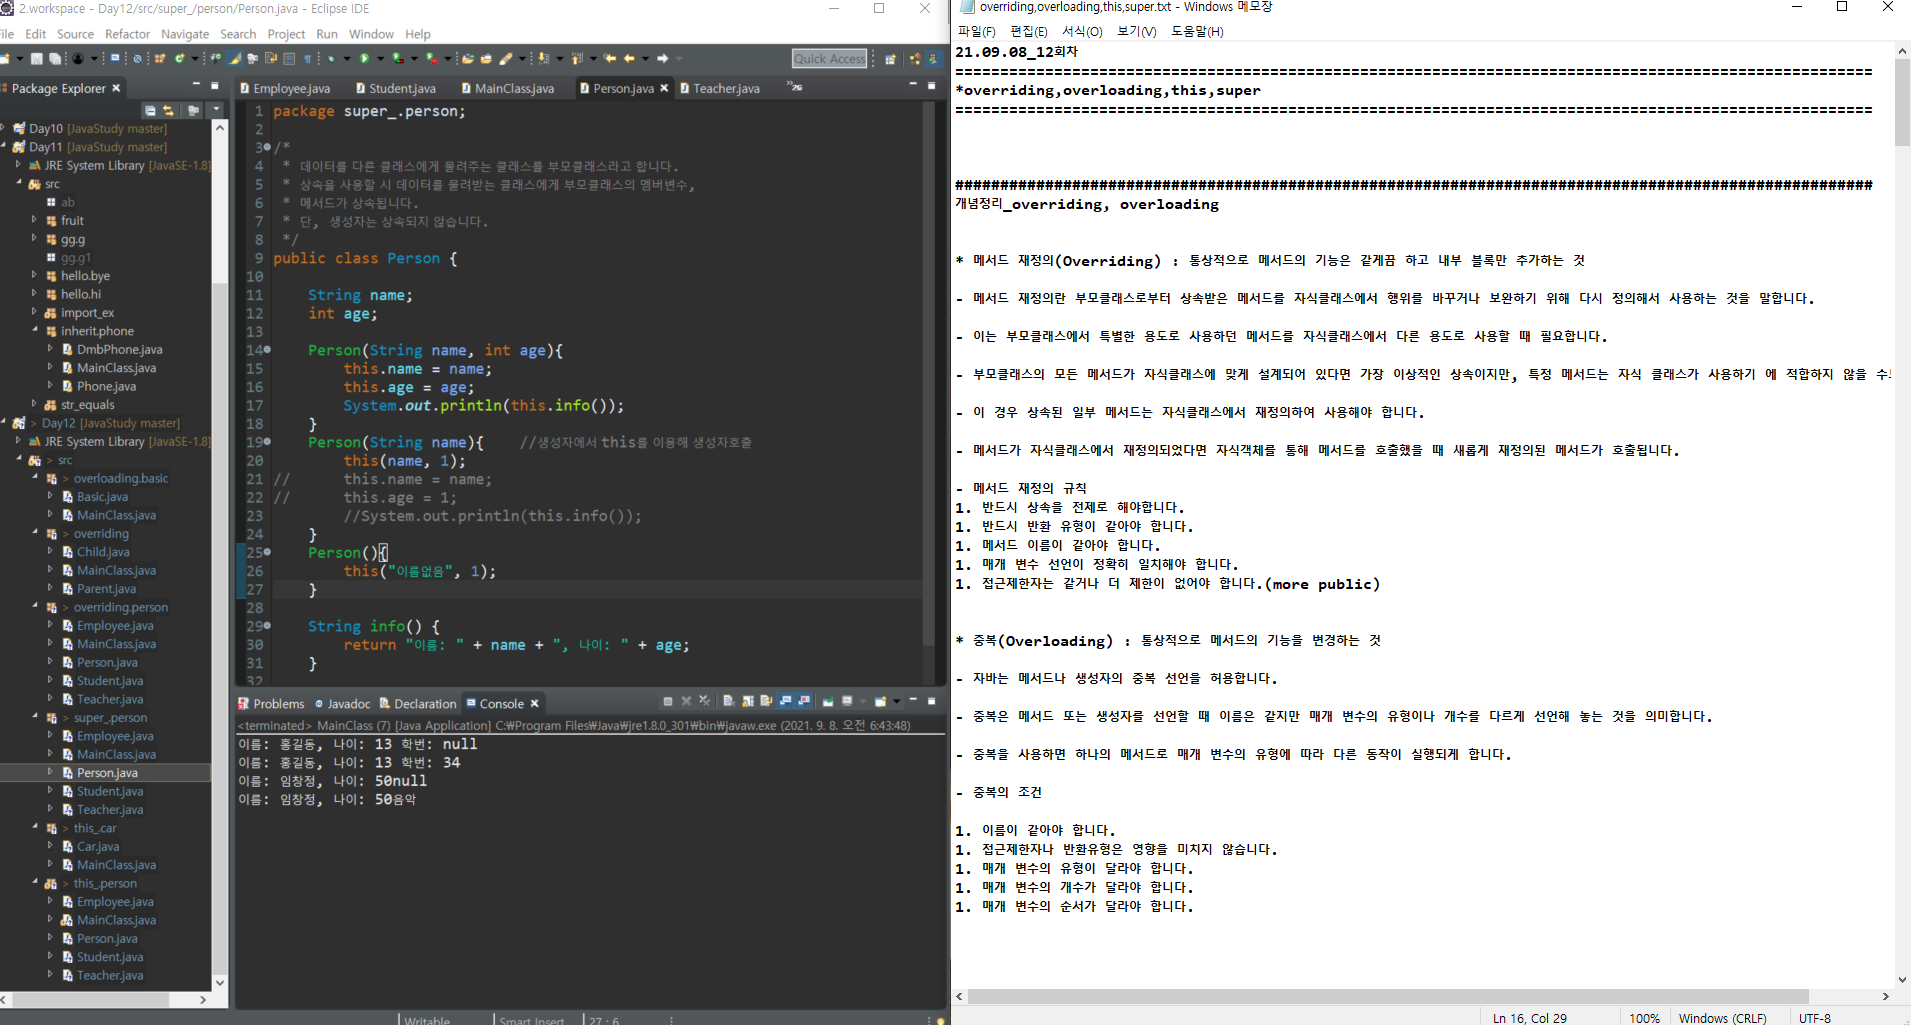 2.workspace - Day12/src/super_/person/Person.java - Eclipse IDE
File Edit Source Refactor Navigate Search Project Run Window Help
Quick Access
Package Explorer
Day10 [JavaStudy master]
Day11 [JavaStudy master]
JRE System Library [JavaSE-1.8]
src
ab
fruit
gg.g
gg.g1
hello.bye
hello.hi
import_ex
inherit.phone
DmbPhone.java
MainClass.java
Phone.java
str_equals
> Day12 [JavaStudy master]
JRE System Library [JavaSE-1.8]
> src
> overloading.basic
Basic.java
MainClass.java
> overriding
Child.java
MainClass.java
Parent.java
> overriding.person
Employee.java
MainClass.java
Person.java
Student.java
Teacher.java
> super_.person
Employee.java
MainClass.java
Person.java
Student.java
Teacher.java
> this_.car
Car.java
MainClass.java
> this_.person
Employee.java
MainClass.java
Person.java
Student.java
Teacher.java
Employee.java Student.java MainClass.java Person.java Teacher.java »26
1 package super_.person;
2
3 /*
4 * 데이터를 다른 클래스에게 물려주는 클래스를 부모클래스라고 합니다.
5 * 상속을 사용할 시 데이터를 물려받는 클래스에게 부모클래스의 멤버변수,
6 * 메서드가 상속됩니다.
7 * 단, 생성자는 상속되지 않습니다.
8 */
9 public class Person {
10
11 String name;
12 int age;
13
14 Person(String name, int age){
15 this.name = name;
16 this.age = age;
17 System.out.println(this.info());
18 }
19 Person(String name){ //생성자에서 this를 이용해 생성자호출
20 this(name, 1);
21 // this.name = name;
22 // this.age = 1;
23 //System.out.println(this.info());
24 }
25 Person(){
26 this("이름없음", 1);
27 }
28
29 String info() {
30 return "이름: " + name + ", 나이: " + age;
31 }
32
Problems Javadoc Declaration Console
<terminated> MainClass (7) [Java Application] C:₩Program Files₩Java₩jre1.8.0_301₩bin₩javaw.exe (2021. 9. 8. 오전 6:43:48)
이름: 홍길동, 나이: 13 학번: null
이름: 홍길동, 나이: 13 학번: 34
이름: 임창정, 나이: 50null
이름: 임창정, 나이: 50음악
Writable Smart Insert 27 : 6
overriding,overloading,this,super.txt - Windows 메모장
파일(F) 편집(E) 서식(O) 보기(V) 도움말(H)
21.09.08_12회차
====================================================================================================
*overriding,overloading,this,super
====================================================================================================
####################################################################################################
개념정리_overriding, overloading
* 메서드 재정의(Overriding) : 통상적으로 메서드의 기능은 같게끔 하고 내부 블록만 추가하는 것
- 메서드 재정의란 부모클래스로부터 상속받은 메서드를 자식클래스에서 행위를 바꾸거나 보완하기 위해 다시 정의해서 사용하는 것을 말합니다.
- 이는 부모클래스에서 특별한 용도로 사용하던 메서드를 자식클래스에서 다른 용도로 사용할 때 필요합니다.
- 부모클래스의 모든 메서드가 자식클래스에 맞게 설계되어 있다면 가장 이상적인 상속이지만, 특정 메서드는 자식 클래스가 사용하기 에 적합하지 않을 수
- 이 경우 상속된 일부 메서드는 자식클래스에서 재정의하여 사용해야 합니다.
- 메서드가 자식클래스에서 재정의되었다면 자식객체를 통해 메서드를 호출했을 때 새롭게 재정의된 메서드가 호출됩니다.
- 메서드 재정의 규칙
1. 반드시 상속을 전제로 해야합니다.
1. 반드시 반환 유형이 같아야 합니다.
1. 메서드 이름이 같아야 합니다.
1. 매개 변수 선언이 정확히 일치해야 합니다.
1. 접근제한자는 같거나 더 제한이 없어야 합니다.(more public)
* 중복(Overloading) : 통상적으로 메서드의 기능을 변경하는 것
- 자바는 메서드나 생성자의 중복 선언을 허용합니다.
- 중복은 메서드 또는 생성자를 선언할 때 이름은 같지만 매개 변수의 유형이나 개수를 다르게 선언해 놓는 것을 의미합니다.
- 중복을 사용하면 하나의 메서드로 매개 변수의 유형에 따라 다른 동작이 실행되게 합니다.
- 중복의 조건
1. 이름이 같아야 합니다.
1. 접근제한자나 반환유형은 영향을 미치지 않습니다.
1. 매개 변수의 유형이 달라야 합니다.
1. 매개 변수의 개수가 달라야 합니다.
1. 매개 변수의 순서가 달라야 합니다.
Ln 16, Col 29 100% Windows (CRLF) UTF-8